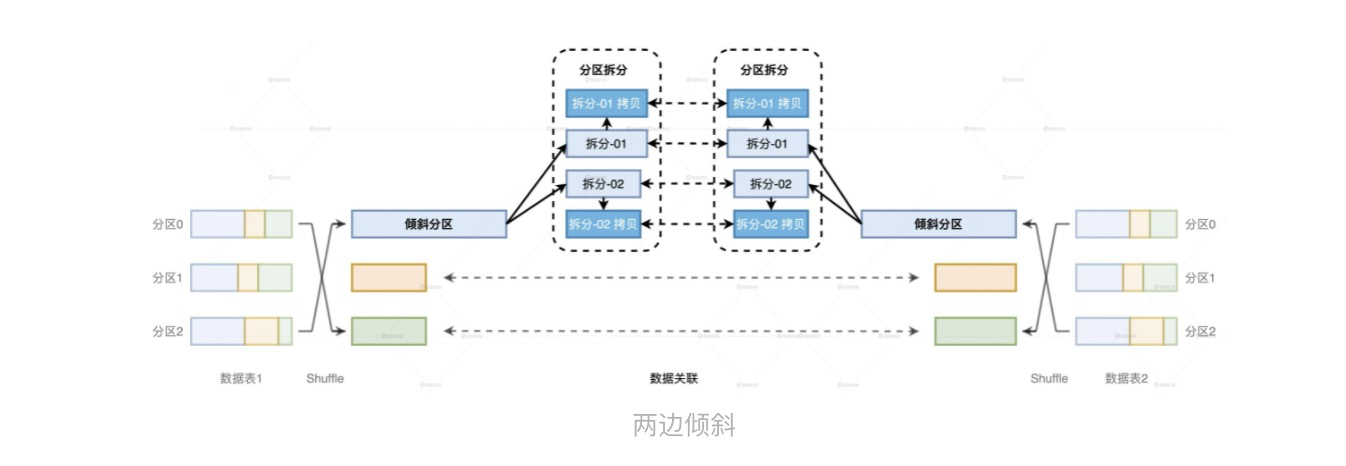 分区拆分
分区拆分
拆分-01 拷贝
拆分-01 拷贝
拆分-01
拆分-01
拆分-02
拆分-02
分区0
倾斜分区
拆分-02 拷贝
拆分-02 拷贝
倾斜分区
分区0
分区1
分区1
分区2
分区2
数据表1
Shuffle
数据关联
Shuffle
数据表2
两边倾斜